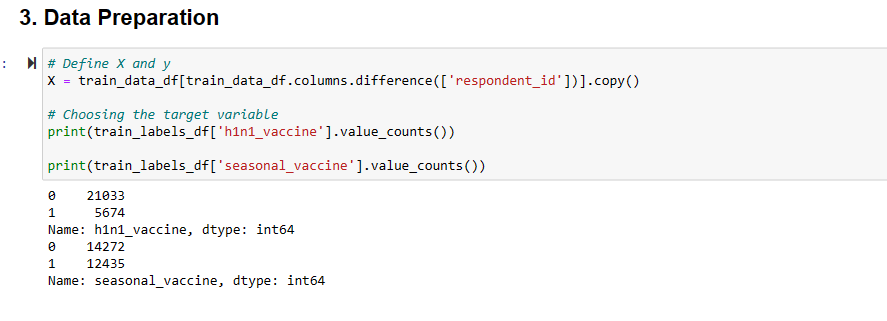 3. Data Preparation
: # Define X and y
X = train_data_df[train_data_df.columns.difference(['respondent_id'])].copy()
# Choosing the target variable
print(train_labels_df['h1n1_vaccine'].value_counts())
print(train_labels_df['seasonal_vaccine'].value_counts())
0    21033
1     5674
Name: h1n1_vaccine, dtype: int64
0    14272
1    12435
Name: seasonal_vaccine, dtype: int64